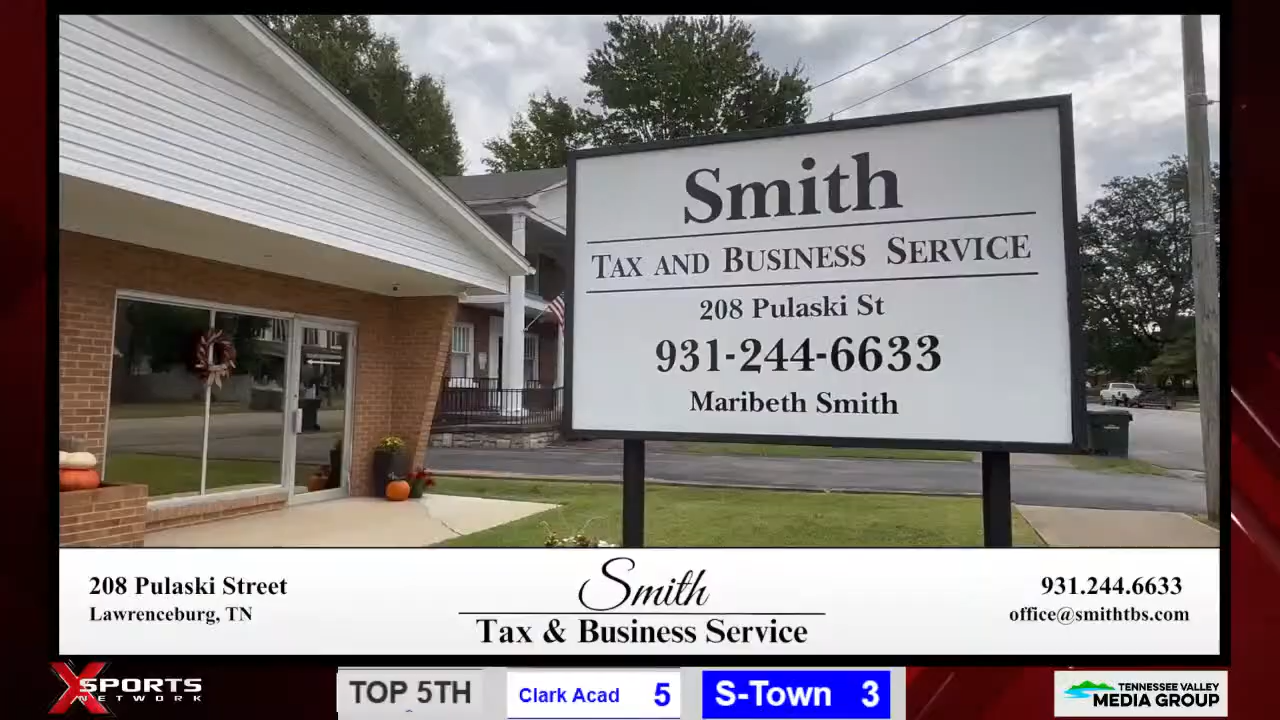 Smith
TAX AND BUSINESS SERVICE
208 Pulaski St
931-244-6633
Maribeth Smith
208 Pulaski Street
Lawrenceburg, TN
Smith
Tax & Business Service
931.244.6633
office@smithtbs.com
XSPORTS
NETWORK
TOP 5TH
Clark Acad 5
S-Town 3
TENNESSEE VALLEY
MEDIA GROUP